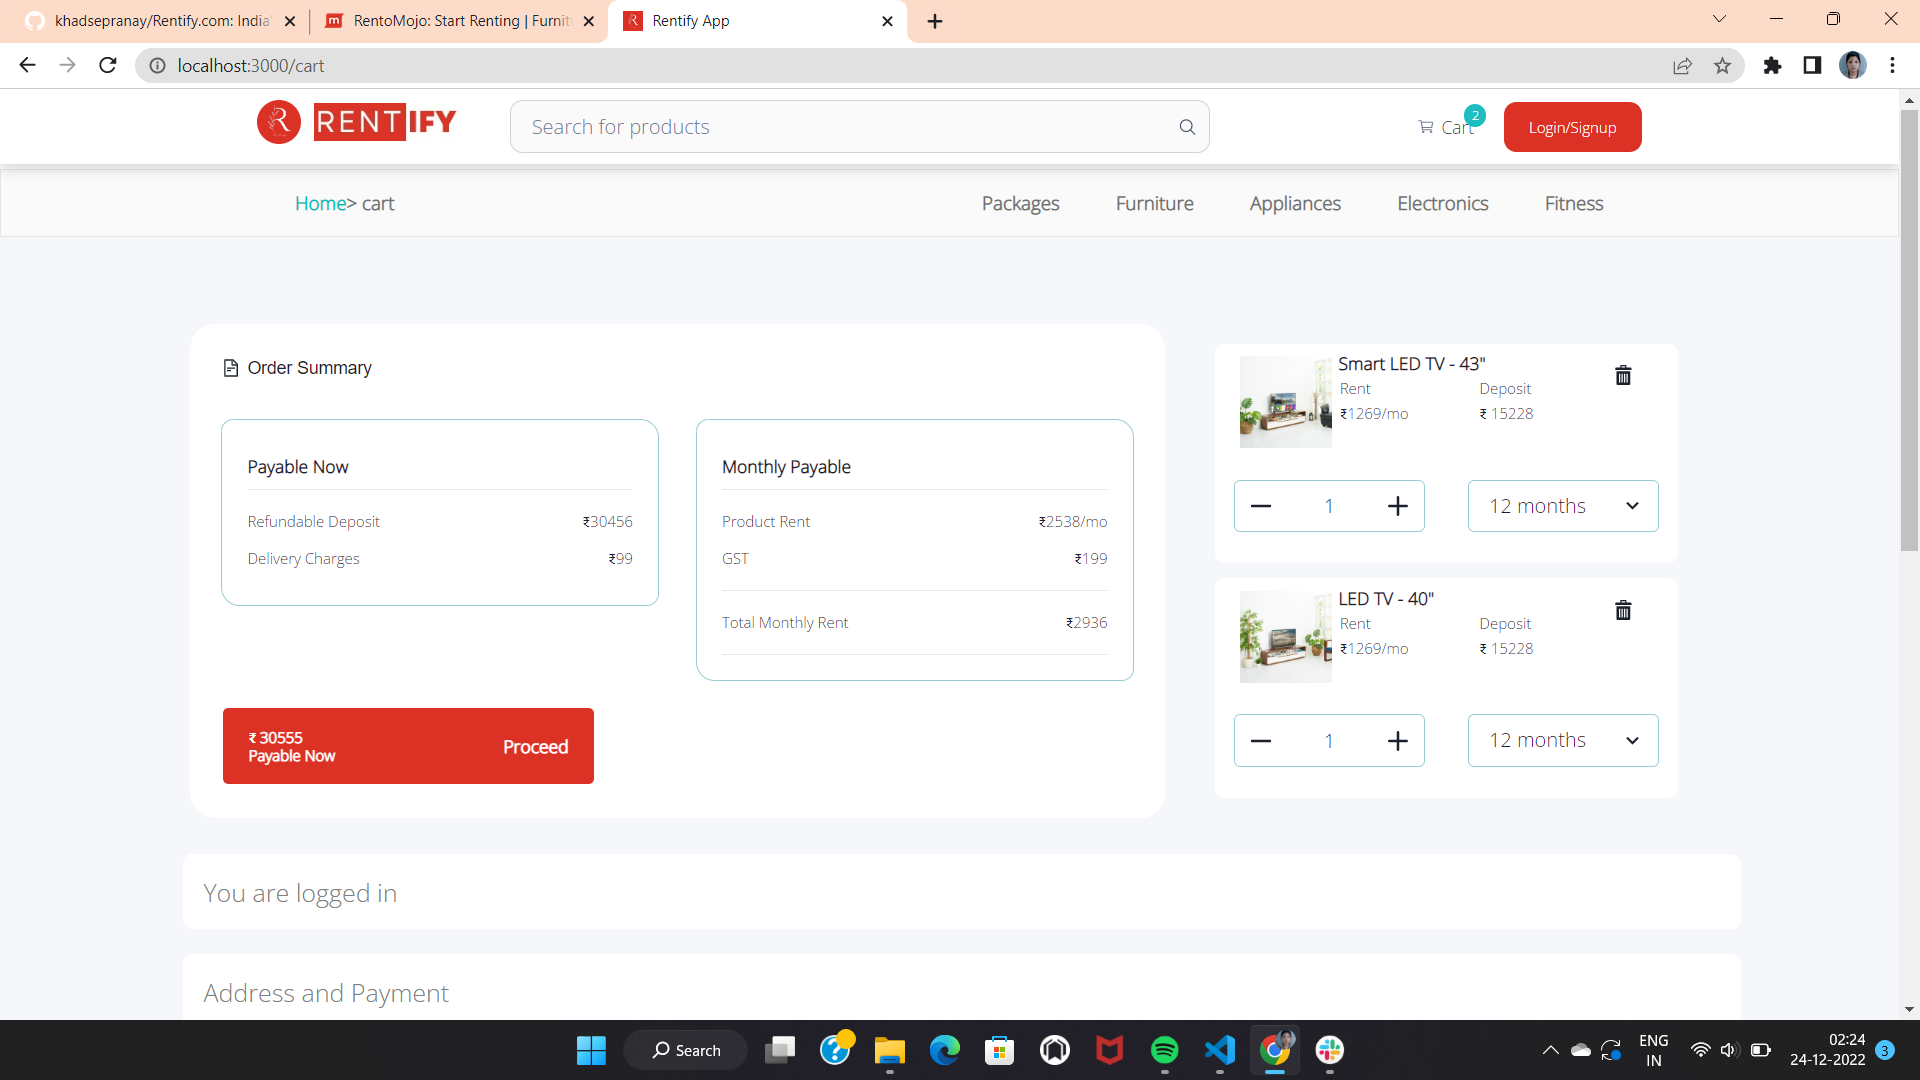 khadsepranay/Rentify.com: India'
RentoMojo: Start Renting | Furnit
Rentify App
localhost:3000/cart
RENTIFY
Search for products
Cart
2
Login/Signup
Home> cart
Packages
Furniture
Appliances
Electronics
Fitness
Order Summary
Payable Now
Refundable Deposit ₹30456
Delivery Charges ₹99
Monthly Payable
Product Rent ₹2538/mo
GST ₹199
Total Monthly Rent ₹2936
₹ 30555
Payable Now
Proceed
Smart LED TV - 43"
Rent Deposit
₹1269/mo ₹ 15228
1
12 months
LED TV - 40"
Rent Deposit
₹1269/mo ₹ 15228
1
12 months
You are logged in
Address and Payment
Search
ENG
IN
02:24
24-12-2022
3